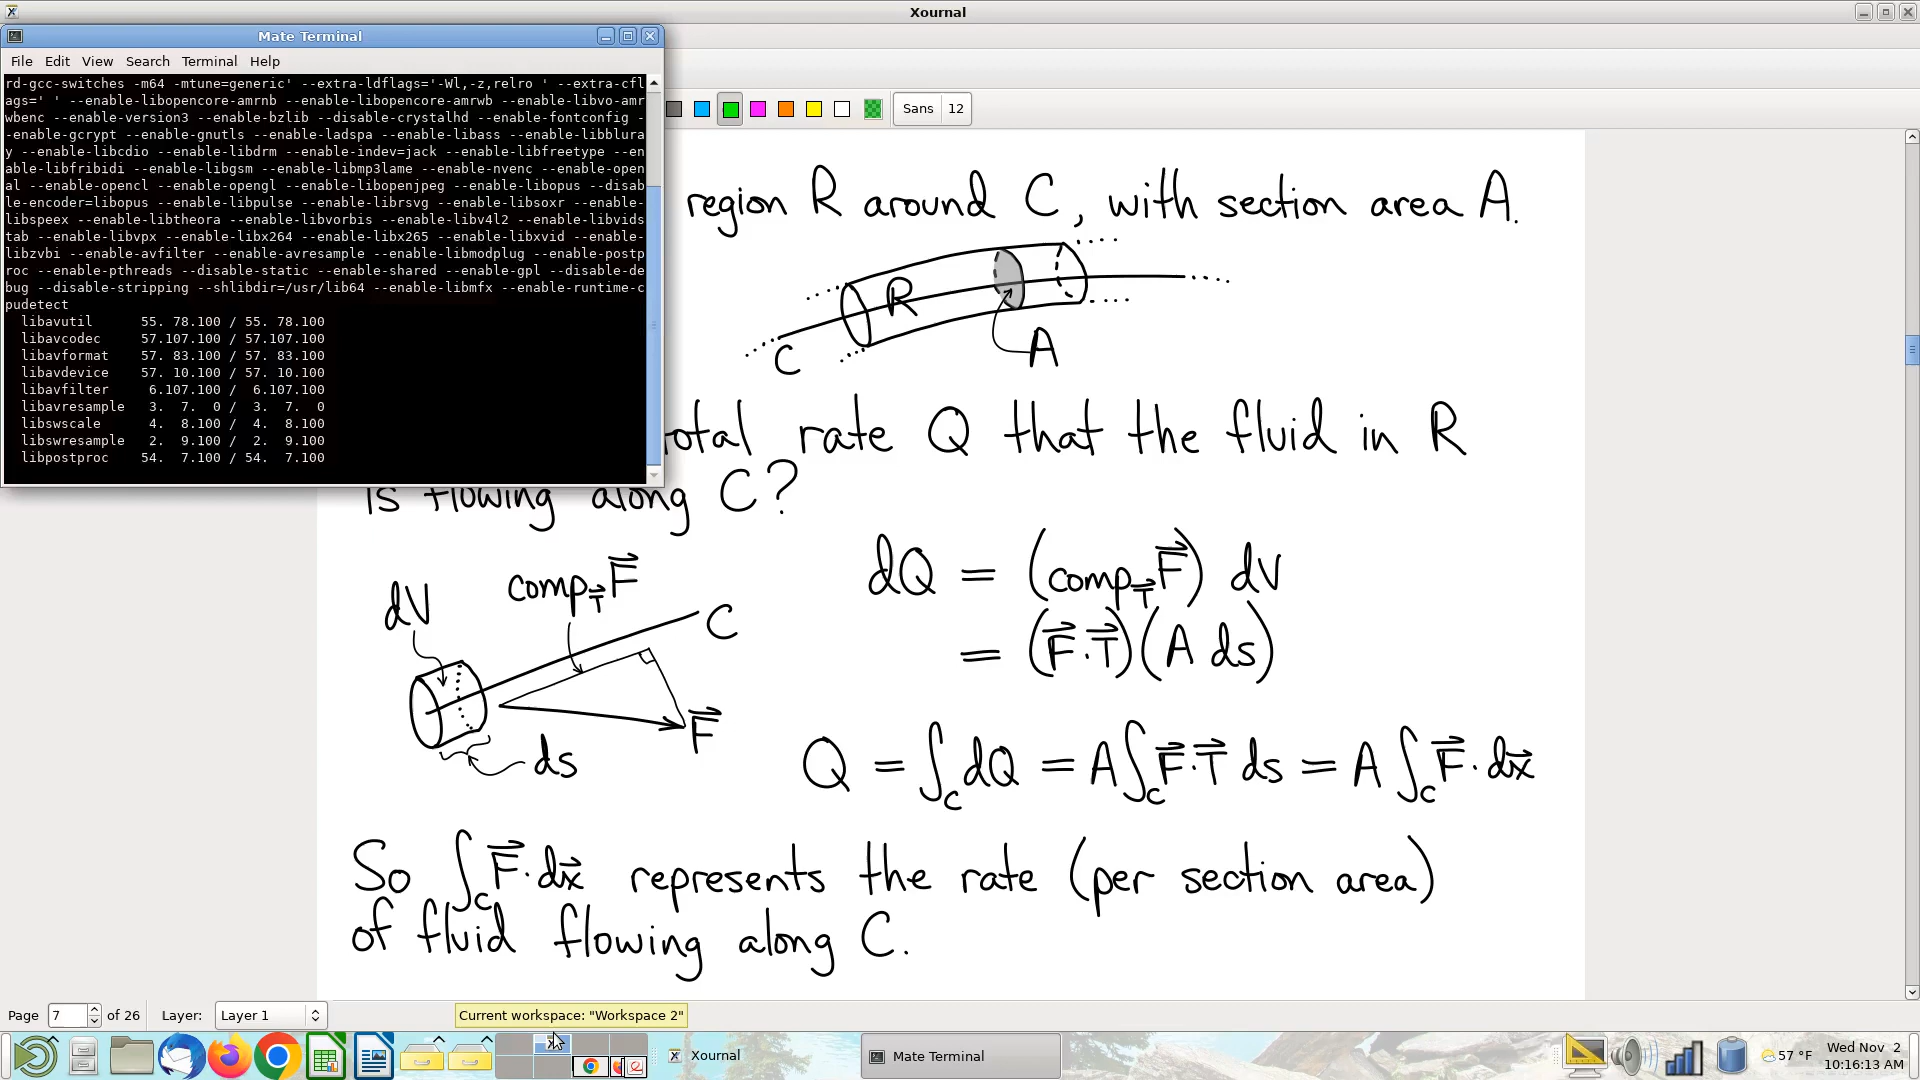 Xournal
Mate Terminal
File Edit View Search Terminal Help
rd-gcc-switches -m64 -mtune=generic' --extra-ldflags='-Wl,-z,relro ' --extra-cfl
ags=' ' --enable-libopencore-amrnb --enable-libopencore-amrwb --enable-libvo-amr
wbenc --enable-version3 --enable-bzlib --disable-crystalhd --enable-fontconfig -
-enable-gcrypt --enable-gnutls --enable-ladspa --enable-libass --enable-libblura
y --enable-libcdio --enable-libdrm --enable-indev=jack --enable-libfreetype --en
able-libfribidi --enable-libgsm --enable-libmp3lame --enable-nvenc --enable-open
al --enable-opencl --enable-opengl --enable-libopenjpeg --enable-libopus --disab
le-encoder=libopus --enable-libpulse --enable-librsvg --enable-libsoxr --enable-
libspeex --enable-libtheora --enable-libvorbis --enable-libv4l2 --enable-libvids
tab --enable-libvpx --enable-libx264 --enable-libx265 --enable-libxvid --enable-
libzvbi --enable-avfilter --enable-avresample --enable-libmodplug --enable-postp
roc --enable-pthreads --disable-static --enable-shared --enable-gpl --disable-de
bug --disable-stripping --shlibdir=/usr/lib64 --enable-libmfx --enable-runtime-c
pudetect
libavutil 55. 78.100 / 55. 78.100
libavcodec 57.107.100 / 57.107.100
libavformat 57. 83.100 / 57. 83.100
libavdevice 57. 10.100 / 57. 10.100
libavfilter 6.107.100 / 6.107.100
libavresample 3. 7. 0 / 3. 7. 0
libswscale 4. 8.100 / 4. 8.100
libswresample 2. 9.100 / 2. 9.100
libpostproc 54. 7.100 / 54. 7.100
Sans 12
region R around C, with section area A.
R
C
A
otal rate Q that the fluid in R
is flowing along C?
dV
comp_T⃗ F⃗
C
F⃗
ds
dQ = (comp_T⃗ F⃗) dV
= (F⃗·T⃗)(A ds)
Q = ∫_C dQ = A∫_C F⃗·T⃗ ds = A ∫_C F⃗·dx⃗
So ∫_C F⃗·dx⃗ represents the rate (per section area)
of fluid flowing along C.
Page 7 of 26 Layer: Layer 1
Current workspace: "Workspace 2"
Xournal
Mate Terminal
57 °F
Wed Nov 2
10:16:13 AM